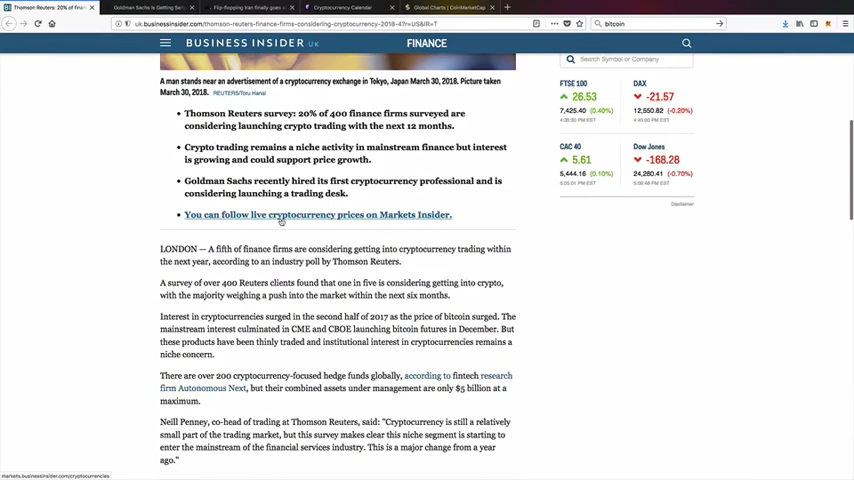 Thomson Reuters: 20% of finan
Goldman Sachs is Getting Serious
Flip-flopping Iran finally goes
Cryptocurrency Calendar
Global Charts | CoinMarketCap
uk.businessinsider.com/thomson-reuters-finance-firms-considering-cryptocurrency-2018-4?r=US&IR=T
bitcoin
BUSINESS INSIDER UK
FINANCE
A man stands near an advertisement of a cryptocurrency exchange in Tokyo, Japan March 30, 2018. Picture taken
March 30, 2018. REUTERS/Toru Hanai
• Thomson Reuters survey: 20% of 400 finance firms surveyed are
considering launching crypto trading with the next 12 months.
• Crypto trading remains a niche activity in mainstream finance but interest
is growing and could support price growth.
• Goldman Sachs recently hired its first cryptocurrency professional and is
considering launching a trading desk.
• You can follow live cryptocurrency prices on Markets Insider.
LONDON — A fifth of finance firms are considering getting into cryptocurrency trading within
the next year, according to an industry poll by Thomson Reuters.
A survey of over 400 Reuters clients found that one in five is considering getting into crypto,
with the majority weighing a push into the market within the next six months.
Interest in cryptocurrencies surged in the second half of 2017 as the price of bitcoin surged. The
mainstream interest culminated in CME and CBOE launching bitcoin futures in December. But
these products have been thinly traded and institutional interest in cryptocurrencies remains a
niche concern.
There are over 200 cryptocurrency-focused hedge funds globally, according to fintech research
firm Autonomous Next, but their combined assets under management are only $5 billion at a
maximum.
Neill Penney, co-head of trading at Thomson Reuters, said: "Cryptocurrency is still a relatively
small part of the trading market, but this survey makes clear this niche segment is starting to
enter the mainstream of the financial services industry. This is a major change from a year
ago."
Search Symbol or Company
FTSE 100
26.53
7,425.40 (0.40%)
4:35:30 PM EST
DAX
-21.57
12,550.82 (-0.20%)
4:45:00 PM EST
CAC 40
5.61
5,444.16 (0.10%)
5:05:01 PM EST
Dow Jones
-168.28
24,280.41 (-0.70%)
5:08:48 PM EST
Disclaimer
markets.businessinsider.com/cryptocurrencies